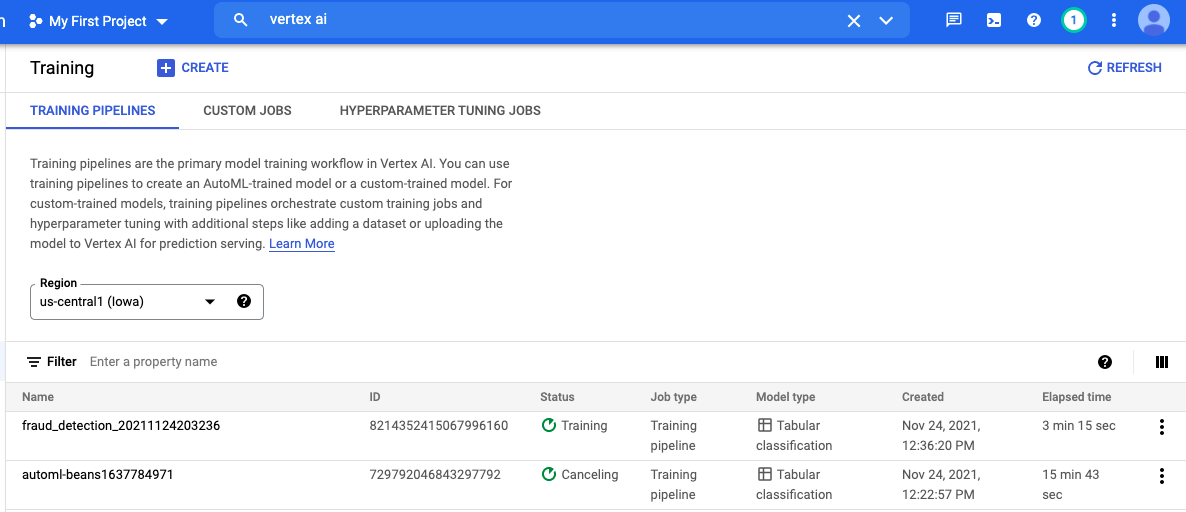 My First Project
vertex ai
1
Training
CREATE
REFRESH
TRAINING PIPELINES
CUSTOM JOBS
HYPERPARAMETER TUNING JOBS
Training pipelines are the primary model training workflow in Vertex AI. You can use
training pipelines to create an AutoML-trained model or a custom-trained model. For
custom-trained models, training pipelines orchestrate custom training jobs and
hyperparameter tuning with additional steps like adding a dataset or uploading the
model to Vertex AI for prediction serving. Learn More
Region
us-central1 (Iowa)
Filter Enter a property name
Name ID Status Job type Model type Created Elapsed time
fraud_detection_20211124203236 8214352415067996160 Training Training Tabular Nov 24, 2021, 3 min 15 sec
pipeline classification 12:36:20 PM
automl-beans1637784971 729792046843297792 Canceling Training Tabular Nov 24, 2021, 15 min 43
pipeline classification 12:22:57 PM sec